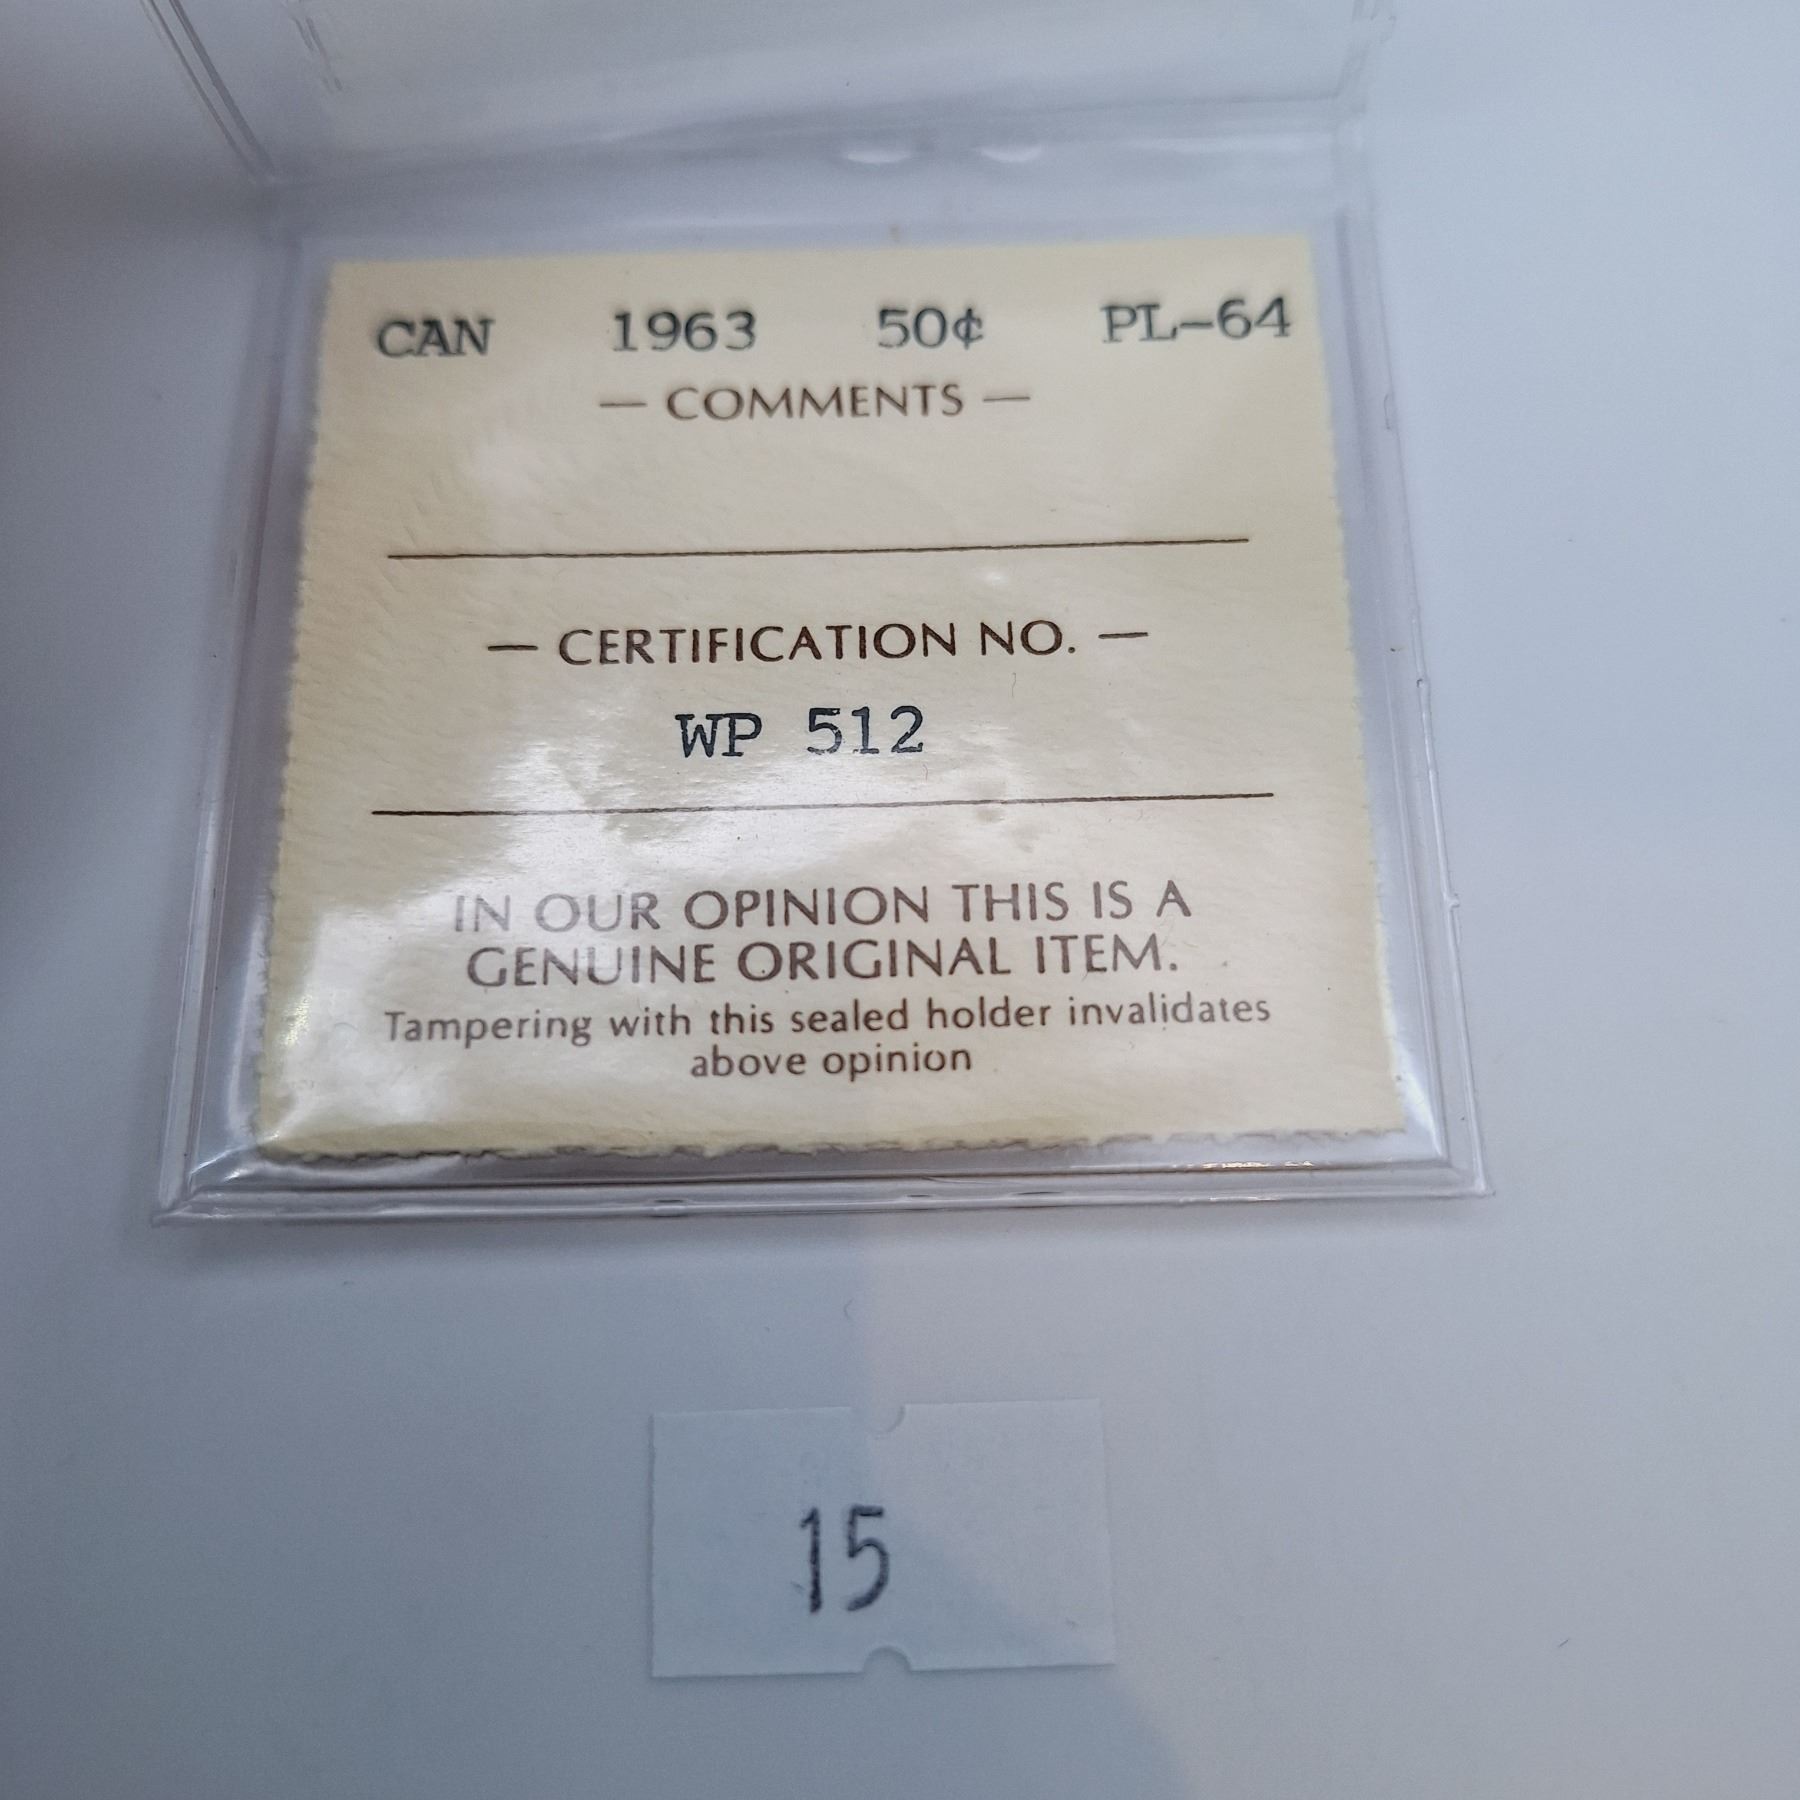 CAN 1963 50¢ PL-64
— COMMENTS —
— CERTIFICATION NO. —
WP 512
IN OUR OPINION THIS IS A
GENUINE ORIGINAL ITEM.
Tampering with this sealed holder invalidates
above opinion
15